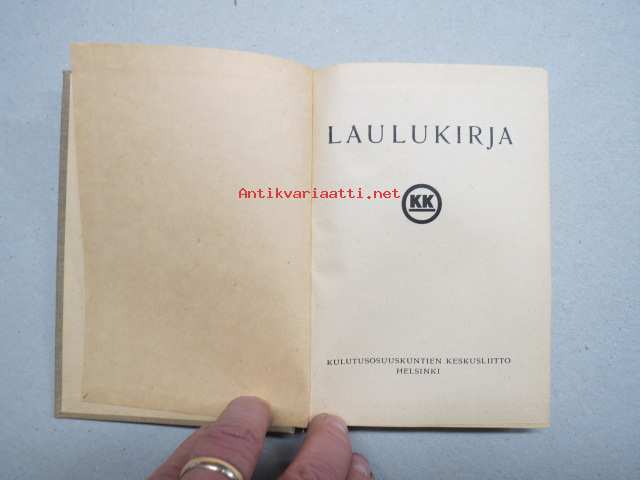 LAULUKIRJA
Antikvariaatti.net
KK
KULUTUSOSUUSKUNTIEN KESKUSLIITTO
HELSINKI